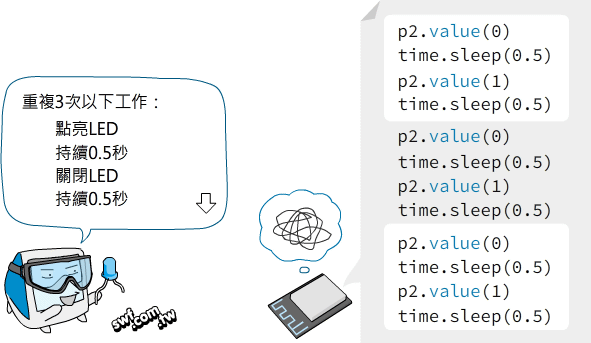 重複3次以下工作：
點亮LED
持續0.5秒
關閉LED
持續0.5秒
swf.com.tw
p2.value(0)
time.sleep(0.5)
p2.value(1)
time.sleep(0.5)
p2.value(0)
time.sleep(0.5)
p2.value(1)
time.sleep(0.5)
p2.value(0)
time.sleep(0.5)
p2.value(1)
time.sleep(0.5)